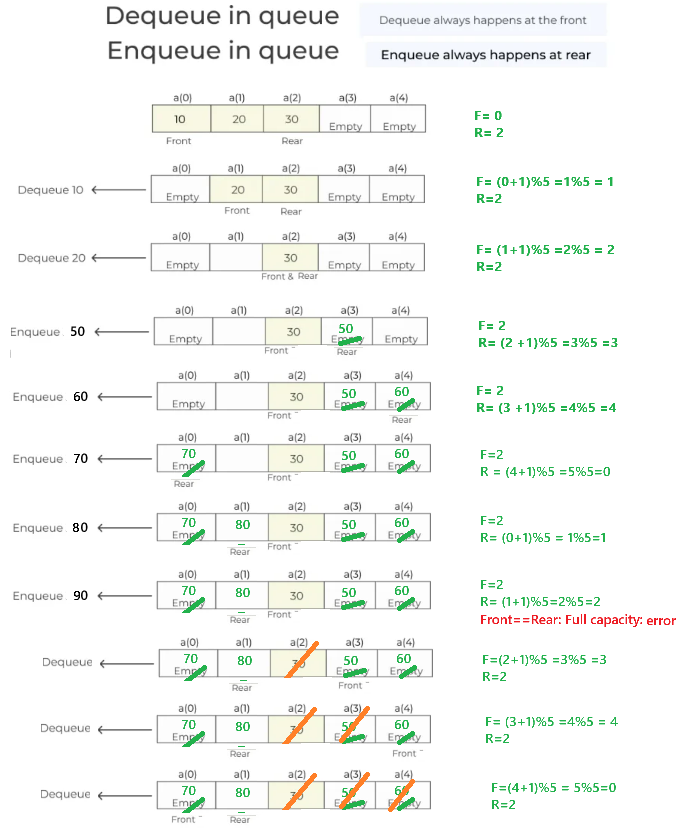 Dequeue in queue
Dequeue always happens at the front
Enqueue in queue
Enqueue always happens at rear
a(0) a(1) a(2) a(3) a(4)
10 20 30 Empty Empty
Front Rear
F= 0
R= 2
a(0) a(1) a(2) a(3) a(4)
Dequeue 10 Empty 20 30 Empty Empty
Front Rear
F= (0+1)%5 =1%5 = 1
R=2
a(0) a(1) a(2) a(3) a(4)
Dequeue 20 Empty 30 Empty Empty
Front & Rear
F= (1+1)%5 =2%5 = 2
R=2
a(0) a(1) a(2) a(3) a(4)
Enqueue 50 Empty 30 50 Empty Empty
Front Rear
F= 2
R= (2 +1)%5 =3%5 =3
a(0) a(1) a(2) a(3) a(4)
Enqueue 60 Empty 30 50 Empty 60 Empty
Front Rear
F= 2
R= (3 +1)%5 =4%5 =4
a(0) a(1) a(2) a(3) a(4)
Enqueue 70 70 Empty 30 50 Empty 60 Empty
Rear Front
F=2
R = (4+1)%5 =5%5=0
a(0) a(1) a(2) a(3) a(4)
Enqueue 80 70 Empty 80 30 50 Empty 60 Empty
Rear Front
F=2
R= (0+1)%5 = 1%5=1
a(0) a(1) a(2) a(3) a(4)
Enqueue 90 70 Empty 80 30 50 Empty 60 Empty
Rear Front
F=2
R= (1+1)%5=2%5=2
Front==Rear: Full capacity: error
a(0) a(1) a(2) a(3) a(4)
Dequeue 70 Empty 80 30 50 Empty 60 Empty
Rear Front
F=(2+1)%5 =3%5 =3
R=2
a(0) a(1) a(2) a(3) a(4)
Dequeue 70 Empty 80 30 50 Empty 60 Empty
Rear Front
F= (3+1)%5 =4%5 = 4
R=2
a(0) a(1) a(2) a(3) a(4)
Dequeue 70 Empty 80 30 50 Empty 60 Empty
Front Rear
F=(4+1)%5 = 5%5=0
R=2